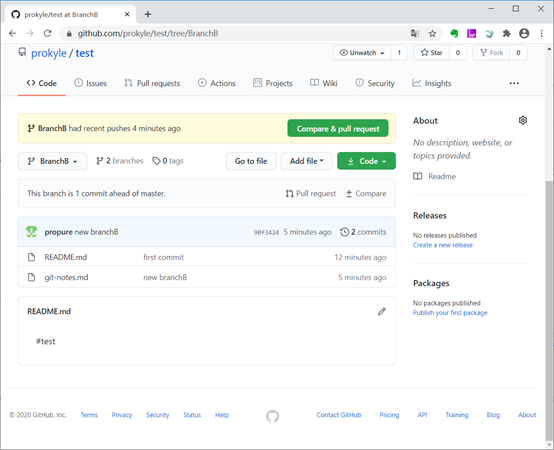 prokyle/test at BranchB
github.com/prokyle/test/tree/BranchB
prokyle / test
Unwatch 1 Star 0 Fork 0
Code Issues Pull requests Actions Projects Wiki Security Insights ...
BranchB had recent pushes 4 minutes ago Compare & pull request
BranchB 2 branches 0 tags Go to file Add file Code
This branch is 1 commit ahead of master. Pull request Compare
propure new branchB 90f3424 5 minutes ago 2 commits
README.md first commit 12 minutes ago
git-notes.md new branchB 5 minutes ago
README.md
#test
About
No description, website, or
topics provided.
Readme
Releases
No releases published
Create a new release
Packages
No packages published
Publish your first package
© 2020 GitHub, Inc. Terms Privacy Security Status Help Contact GitHub Pricing API Training Blog About